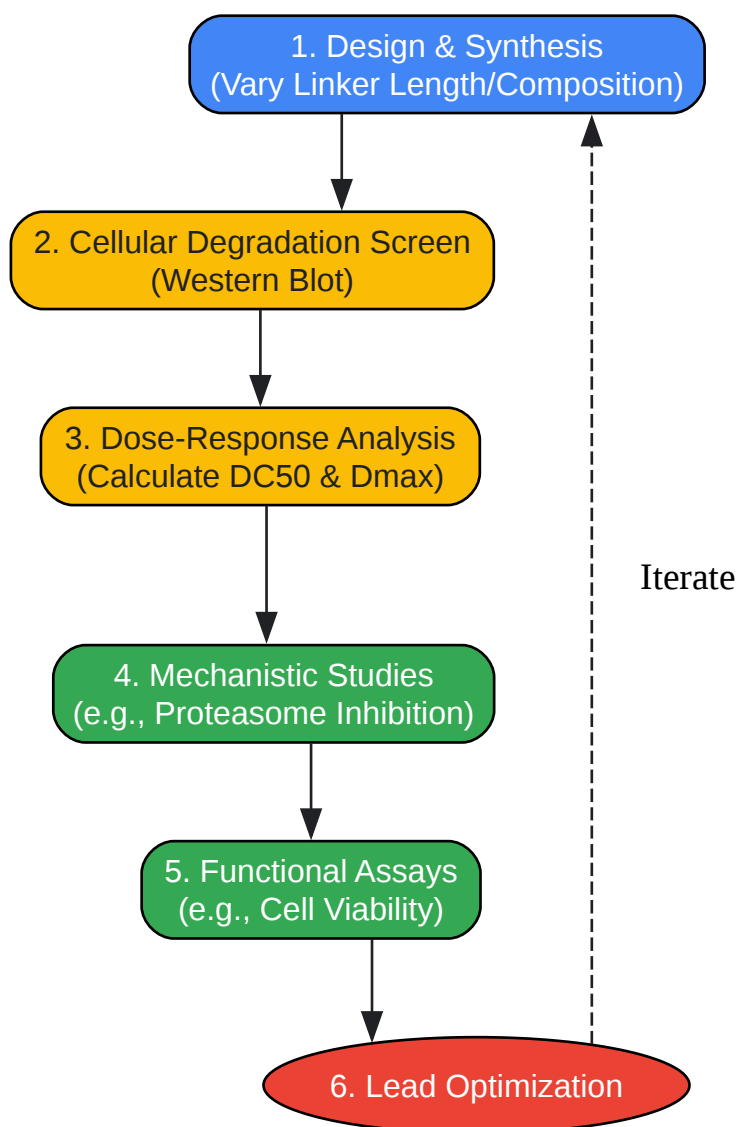 1. Design & Synthesis
(Vary Linker Length/Composition)
2. Cellular Degradation Screen
(Western Blot)
3. Dose-Response Analysis
(Calculate DC50 & Dmax)
Iterate
4. Mechanistic Studies
(e.g., Proteasome Inhibition)
5. Functional Assays
(e.g., Cell Viability)
6. Lead Optimization